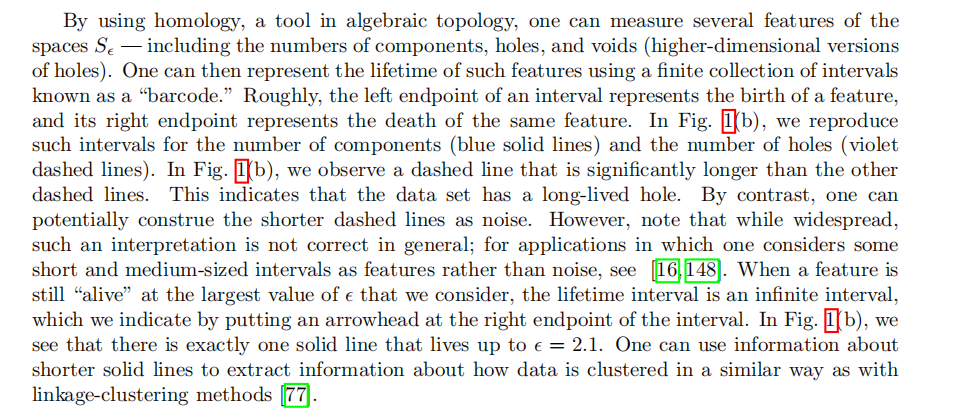 By using homology, a tool in algebraic topology, one can measure several features of the
spaces Sϵ — including the numbers of components, holes, and voids (higher-dimensional versions
of holes). One can then represent the lifetime of such features using a finite collection of intervals
known as a “barcode.” Roughly, the left endpoint of an interval represents the birth of a feature,
and its right endpoint represents the death of the same feature. In Fig. 1(b), we reproduce
such intervals for the number of components (blue solid lines) and the number of holes (violet
dashed lines). In Fig. 1(b), we observe a dashed line that is significantly longer than the other
dashed lines. This indicates that the data set has a long-lived hole. By contrast, one can
potentially construe the shorter dashed lines as noise. However, note that while widespread,
such an interpretation is not correct in general; for applications in which one considers some
short and medium-sized intervals as features rather than noise, see [16,148]. When a feature is
still “alive” at the largest value of ϵ that we consider, the lifetime interval is an infinite interval,
which we indicate by putting an arrowhead at the right endpoint of the interval. In Fig. 1(b), we
see that there is exactly one solid line that lives up to ϵ = 2.1. One can use information about
shorter solid lines to extract information about how data is clustered in a similar way as with
linkage-clustering methods [77].